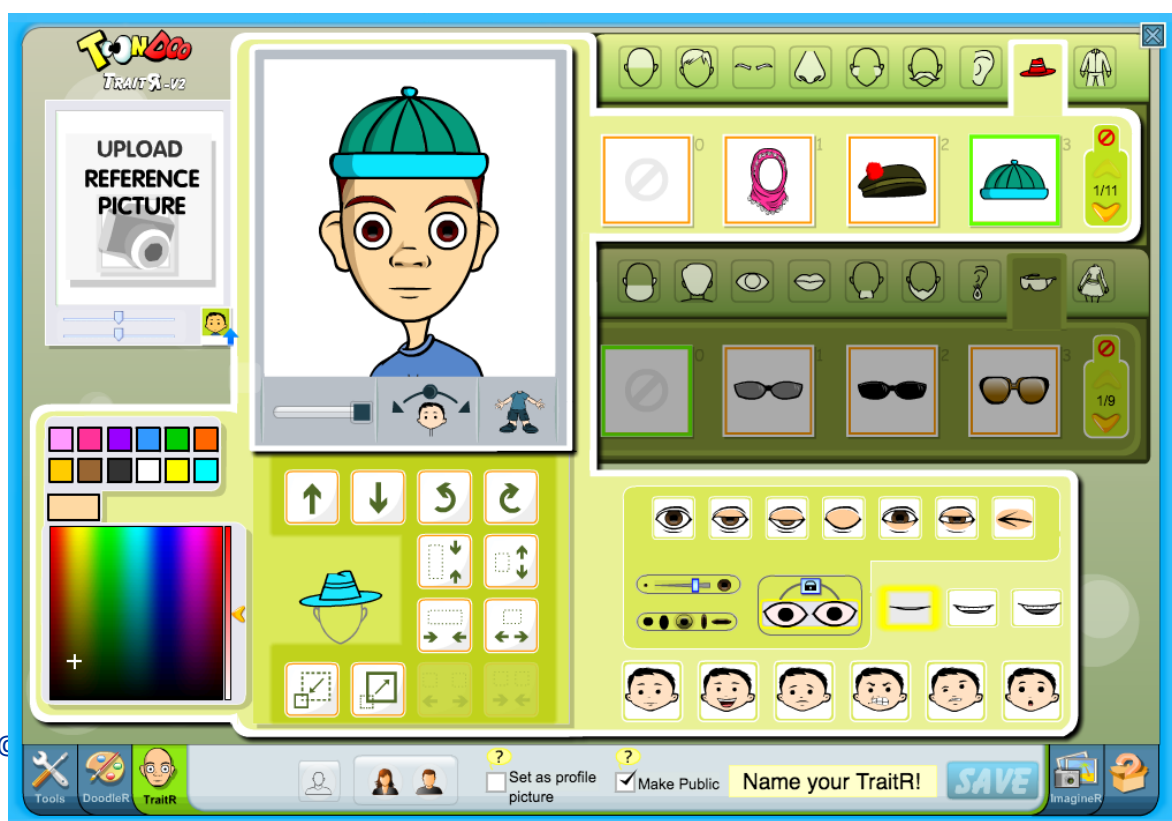 TOONDOO
TRAITR-V2
UPLOAD
REFERENCE
PICTURE
0
1
2
3
1/11
0
1
2
3
1/9
Tools
DoodleR
TraitR
?
Set as profile
picture
?
Make Public
Name your TraitR!
SAVE
ImagineR